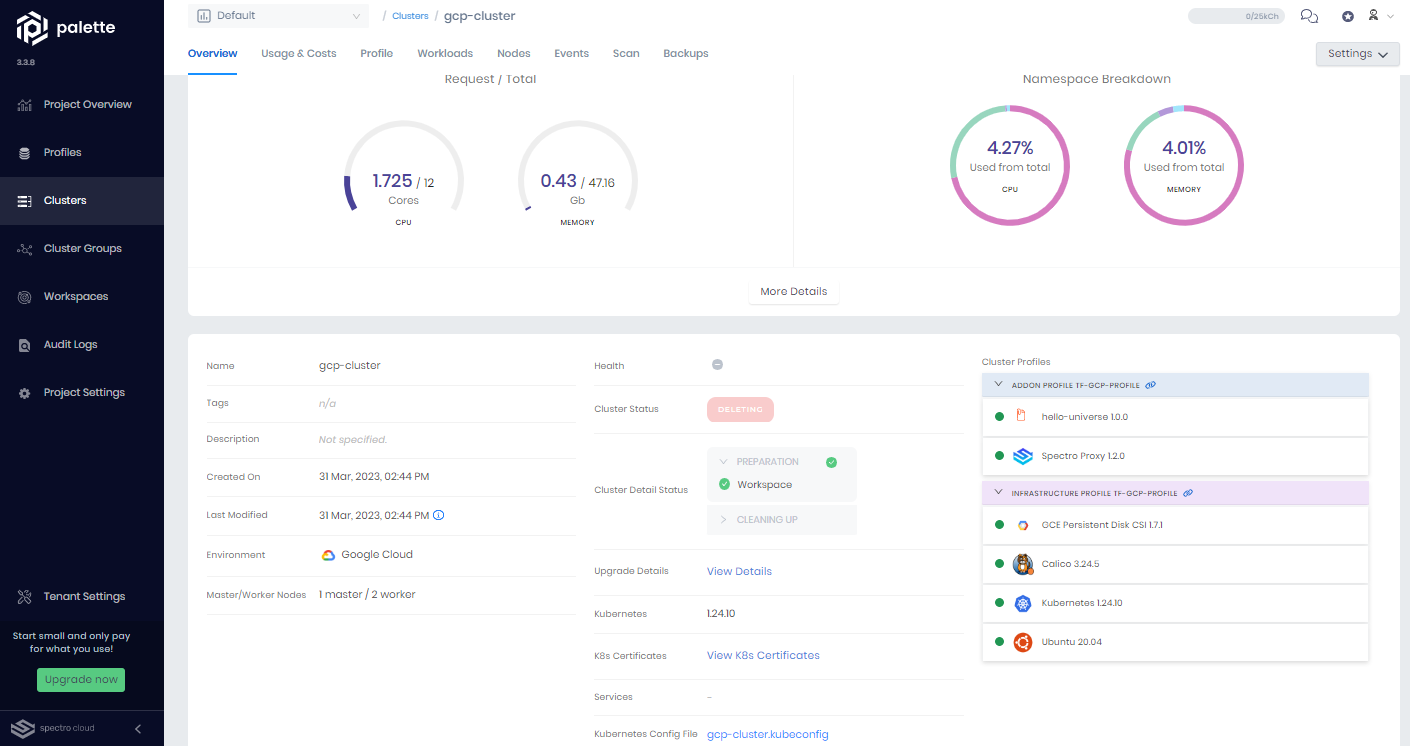 palette
3.3.8
Project Overview
Profiles
Clusters
Cluster Groups
Workspaces
Audit Logs
Project Settings
Tenant Settings
Start small and only pay
for what you use!
Upgrade now
spectro cloud
Default
/ Clusters / gcp-cluster
0/25kCh
Overview
Usage & Costs
Profile
Workloads
Nodes
Events
Scan
Backups
Settings
Request / Total
1.725 / 12
Cores
CPU
0.43 / 47.16
Gb
MEMORY
Namespace Breakdown
4.27%
Used from total
CPU
4.01%
Used from total
MEMORY
More Details
Name gcp-cluster
Tags n/a
Description Not specified.
Created On 31 Mar, 2023, 02:44 PM
Last Modified 31 Mar, 2023, 02:44 PM
Environment Google Cloud
Master/Worker Nodes 1 master / 2 worker
Health
Cluster Status DELETING
Cluster Detail Status
PREPARATION
Workspace
CLEANING UP
Upgrade Details View Details
Kubernetes 1.24.10
K8s Certificates View K8s Certificates
Services –
Kubernetes Config File gcp-cluster.kubeconfig
Cluster Profiles
ADDON PROFILE TF-GCP-PROFILE
hello-universe 1.0.0
Spectro Proxy 1.2.0
INFRASTRUCTURE PROFILE TF-GCP-PROFILE
GCE Persistent Disk CSI 1.7.1
Calico 3.24.5
Kubernetes 1.24.10
Ubuntu 20.04